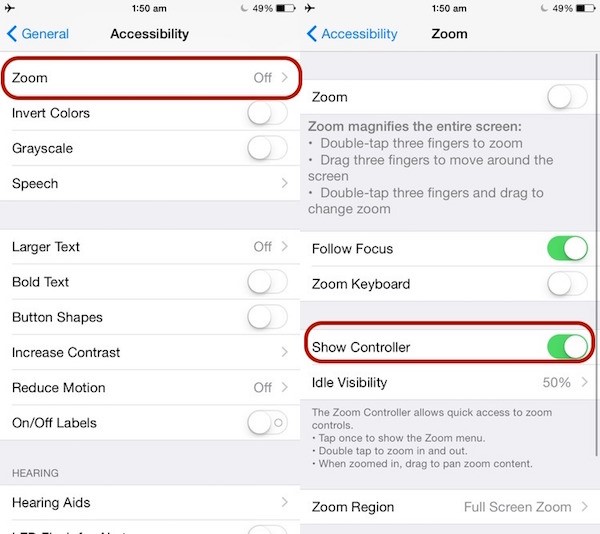 1:50 am
49%
General
Accessibility
Zoom
Off
Invert Colors
Grayscale
Speech
Larger Text
Off
Bold Text
Button Shapes
Increase Contrast
Reduce Motion
Off
On/Off Labels
HEARING
Hearing Aids
1:50 am
49%
Accessibility
Zoom
Zoom
Zoom magnifies the entire screen:
• Double-tap three fingers to zoom
• Drag three fingers to move around the
screen
• Double-tap three fingers and drag to
change zoom
Follow Focus
Zoom Keyboard
Show Controller
Idle Visibility
50%
The Zoom Controller allows quick access to zoom
controls.
• Tap once to show the Zoom menu.
• Double tap to zoom in and out.
• When zoomed in, drag to pan zoom content.
Zoom Region
Full Screen Zoom